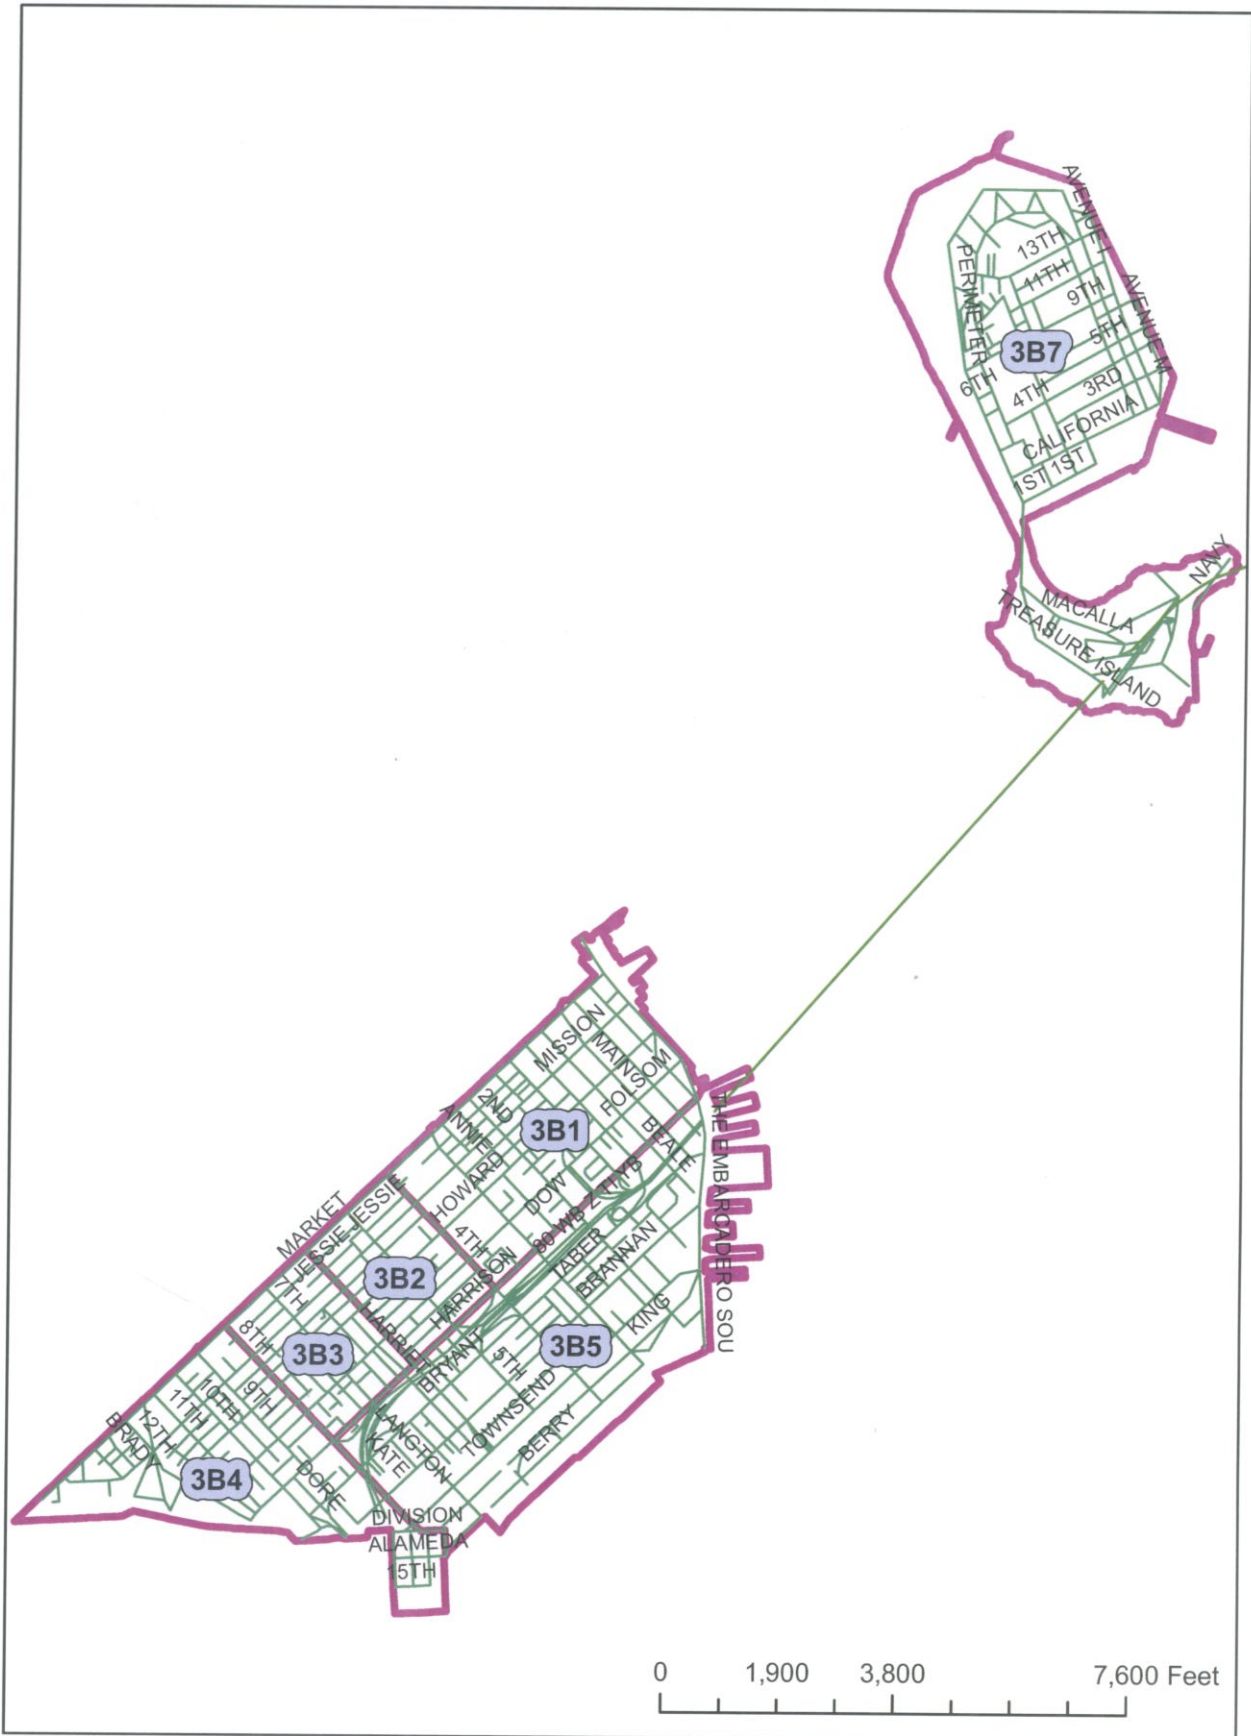 AVENUE I
13TH
PERIMETER
11TH
9TH
AVENUE M
5TH
3B7
6TH
4TH
3RD
CALIFORNIA
1ST
1ST
NAVY
MACALLA
TREASURE ISLAND
MISSION
MAIN
2ND
FOLSOM
ANNIE
3B1
THE EMBARCADERO SOU
BEALE
HOWARD
DOW
80 WB
MARKET
JESSIE
JESSIE
4TH
TABER
BRANNAN
7TH
3B2
HARRISON
KING
8TH
HARRIET
3B3
BRYANT
5TH
3B5
10TH
9TH
11TH
12TH
BRADY
TOWNSEND
LANGTON
BERRY
KATE
3B4
DORE
DIVISION
ALAMEDA
15TH
0 1,900 3,800 7,600 Feet